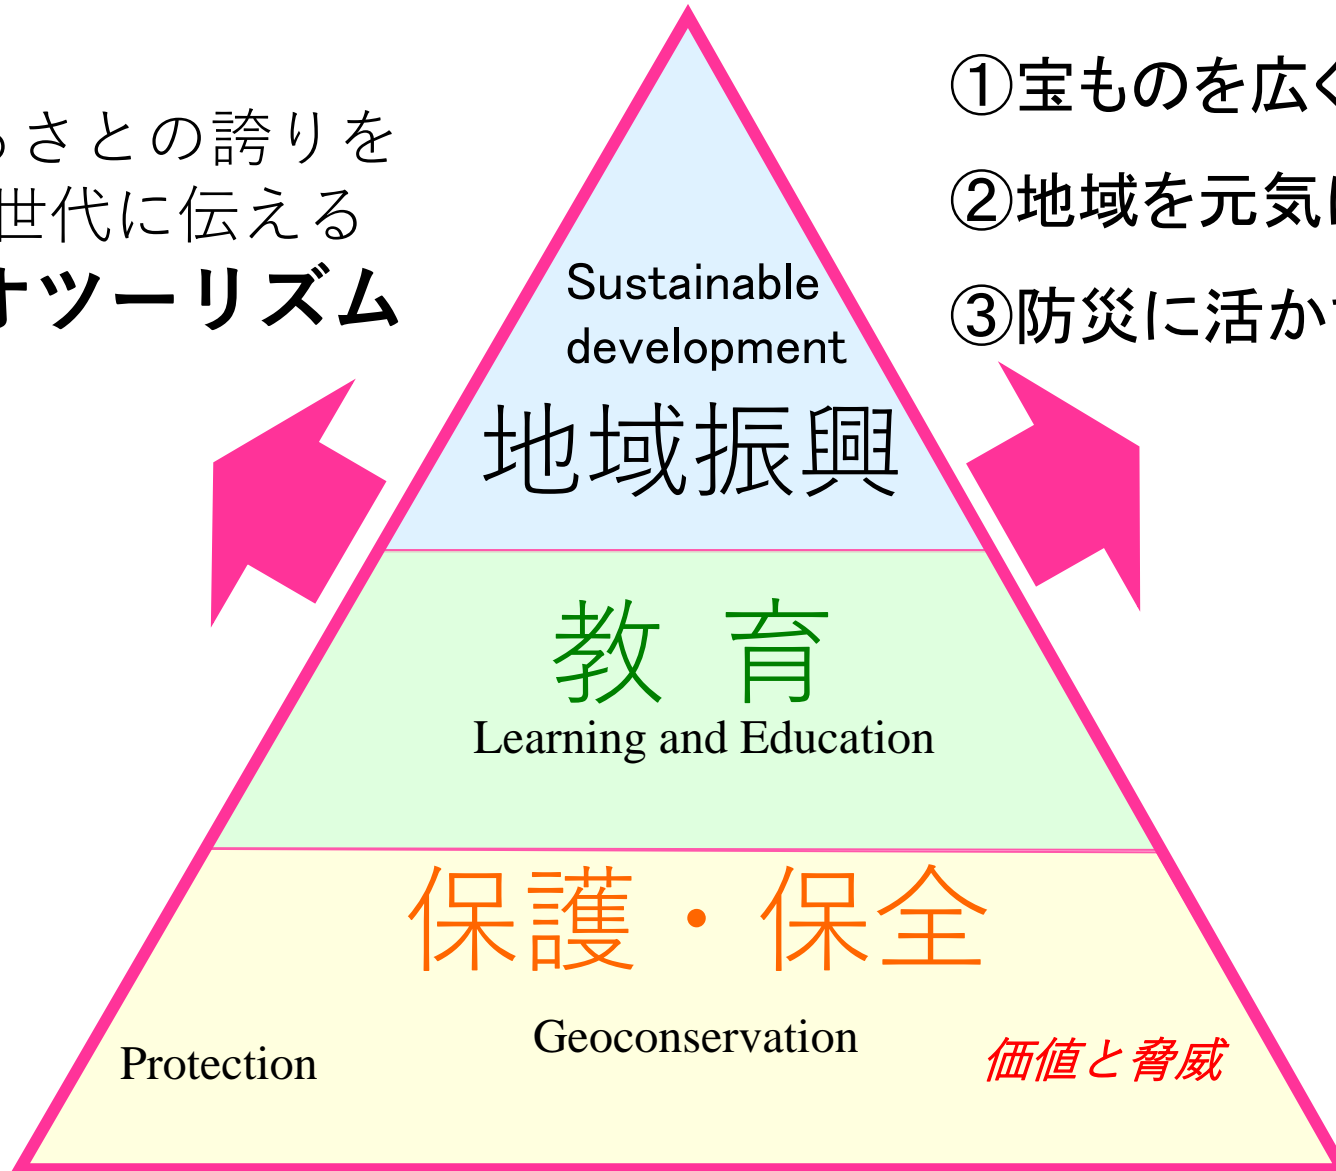 るさとの誇りを
世代に伝える
オツーリズム
①宝ものを広く
②地域を元気に
③防災に活かす
Sustainable
development
地域振興
教 育
Learning and Education
保護・保全
Geoconservation
Protection
価値と脅威